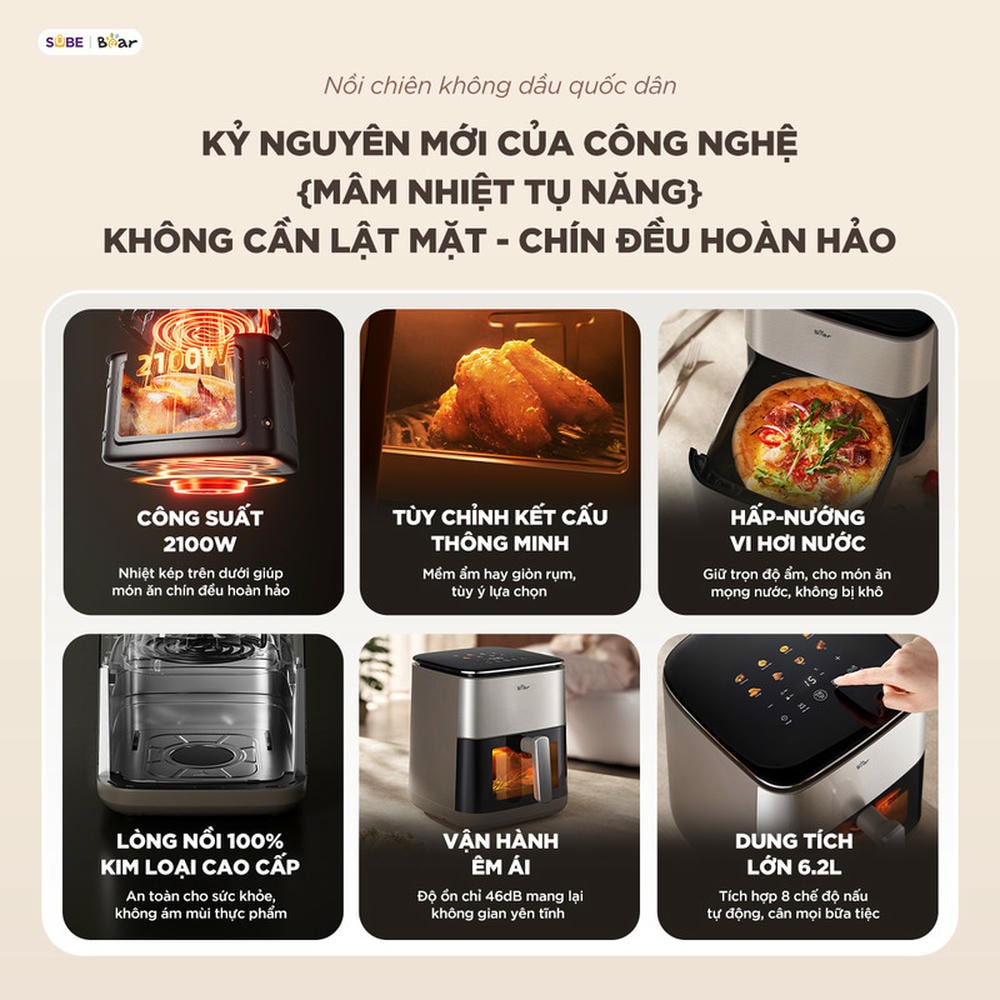 SUBE | Bear
Nồi chiên không dầu quốc dân
KỶ NGUYÊN MỚI CỦA CÔNG NGHỆ
{MÂM NHIỆT TỤ NĂNG}
KHÔNG CẦN LẬT MẶT - CHÍN ĐỀU HOÀN HẢO
2100W
CÔNG SUẤT
2100W
Nhiệt kép trên dưới giúp
món ăn chín đều hoàn hảo
TÙY CHỈNH KẾT CẤU
THÔNG MINH
Mềm ẩm hay giòn rụm,
tùy ý lựa chọn
Bear
HẤP-NƯỚNG
VI HƠI NƯỚC
Giữ trọn độ ẩm, cho món ăn
mọng nước, không bị khô
LÒNG NỒI 100%
KIM LOẠI CAO CẤP
An toàn cho sức khỏe,
không ám mùi thực phẩm
Bear
VẬN HÀNH
ÊM ÁI
Độ ồn chỉ 46dB mang lại
không gian yên tĩnh
15
Bear
DUNG TÍCH
LỚN 6.2L
Tích hợp 8 chế độ nấu
tự động, cân mọi bữa tiệc